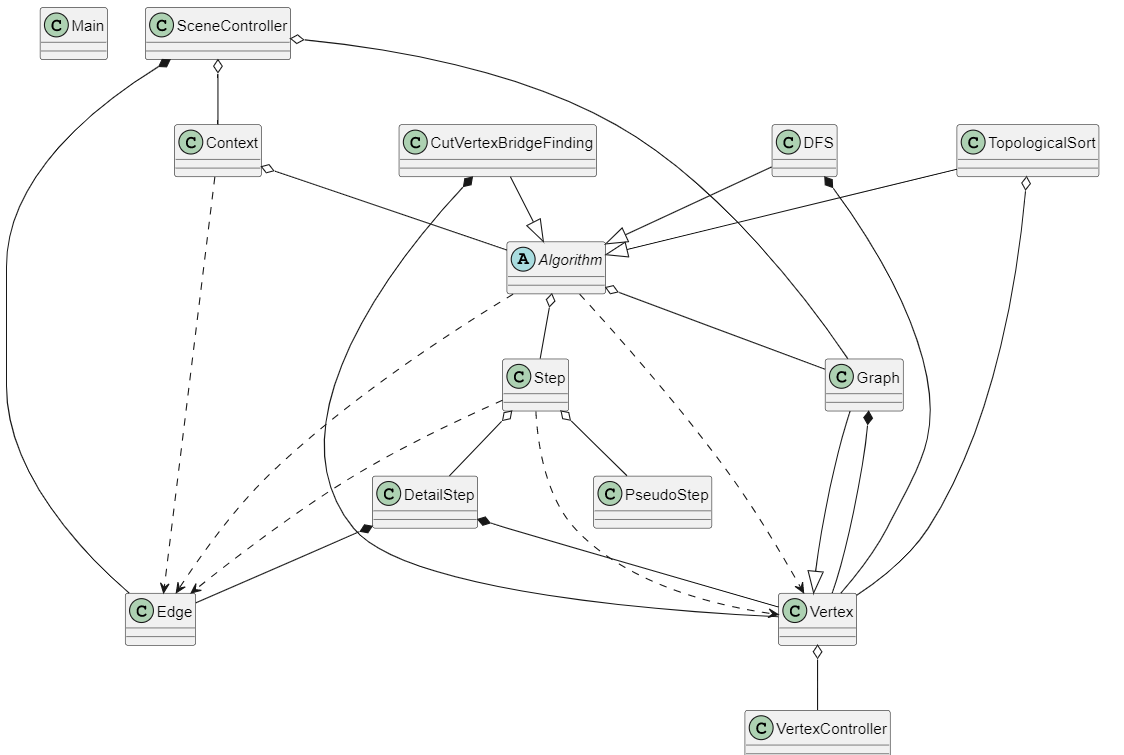 C Main
C SceneController
C Context
C CutVertexBridgeFinding
C DFS
C TopologicalSort
A Algorithm
C Step
C Graph
C DetailStep
C PseudoStep
C Edge
C Vertex
C VertexController